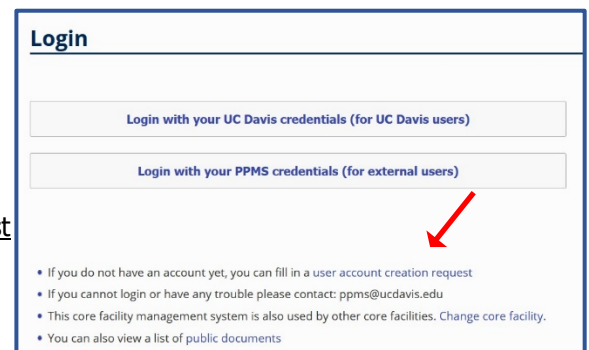 Login
Login with your UC Davis credentials (for UC Davis users)
Login with your PPMS credentials (for external users)
st
• If you do not have an account yet, you can fill in a user account creation request
• If you cannot login or have any trouble please contact: ppms@ucdavis.edu
• This core facility management system is also used by other core facilities. Change core facility.
• You can also view a list of public documents